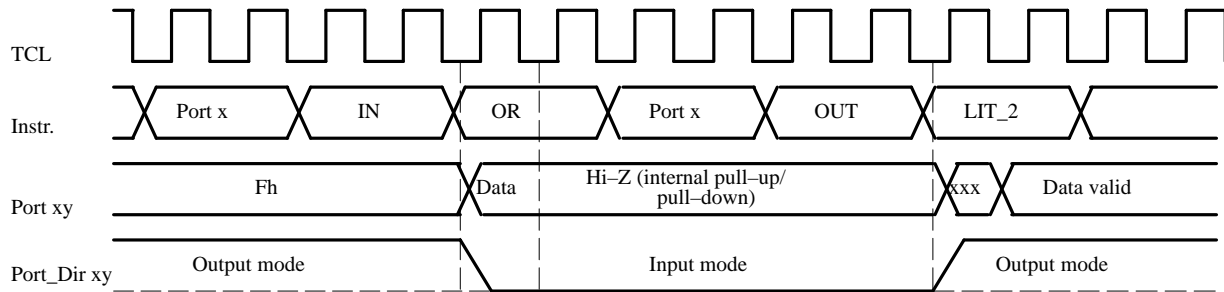 TCL
Instr.
Port x
IN
OR
Port x
OUT
LIT_2
Port xy
Fh
Data
Hi–Z (internal pull–up/
pull–down)
xxx
Data valid
Port_Dir xy
Output mode
Input mode
Output mode